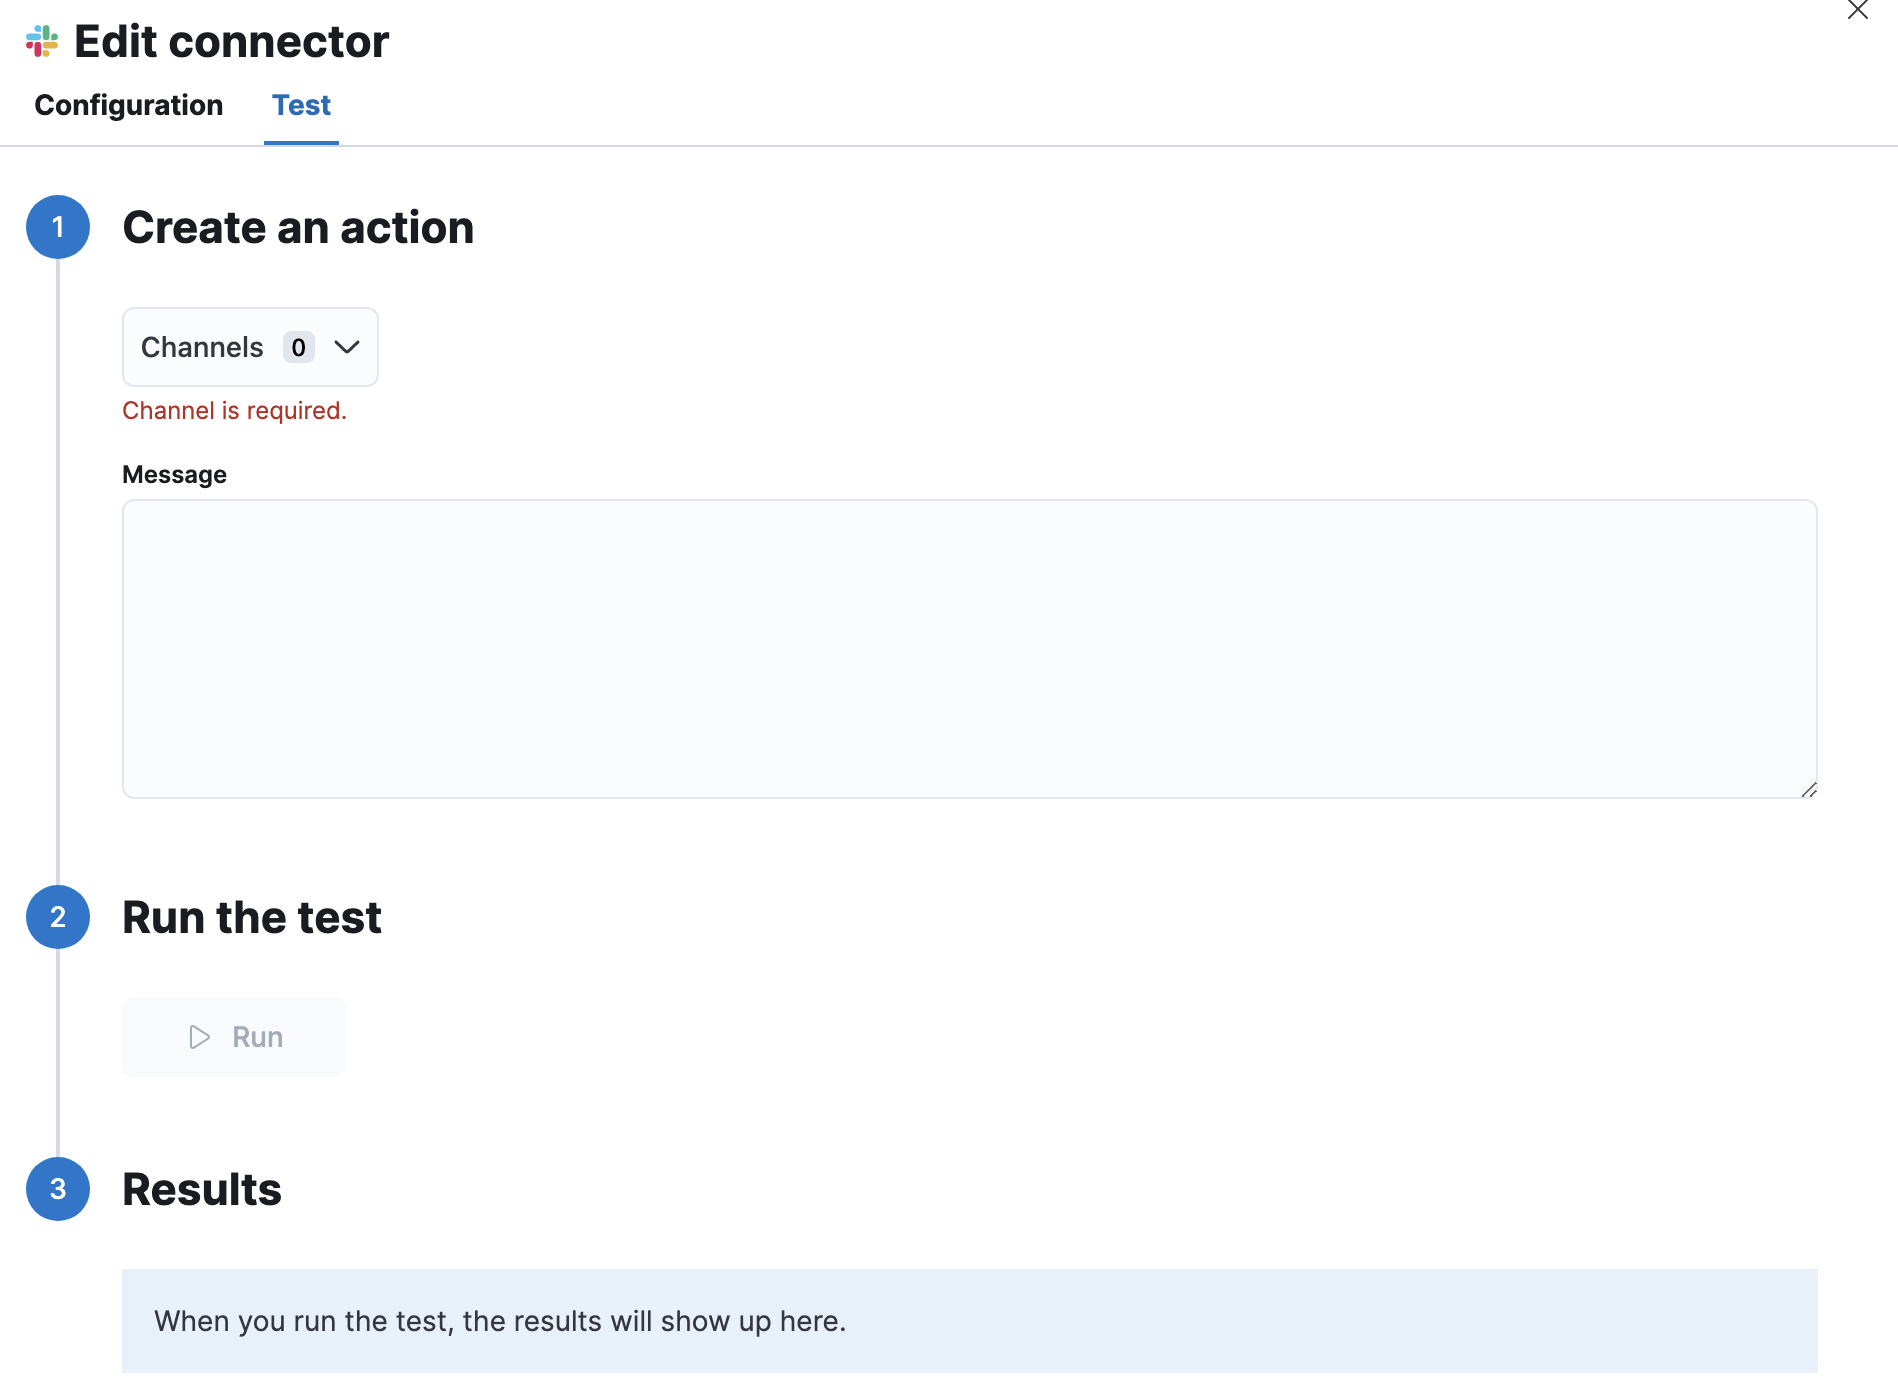 Edit connector
Configuration
Test
1
Create an action
Channels 0
Channel is required.
Message
2
Run the test
Run
3
Results
When you run the test, the results will show up here.